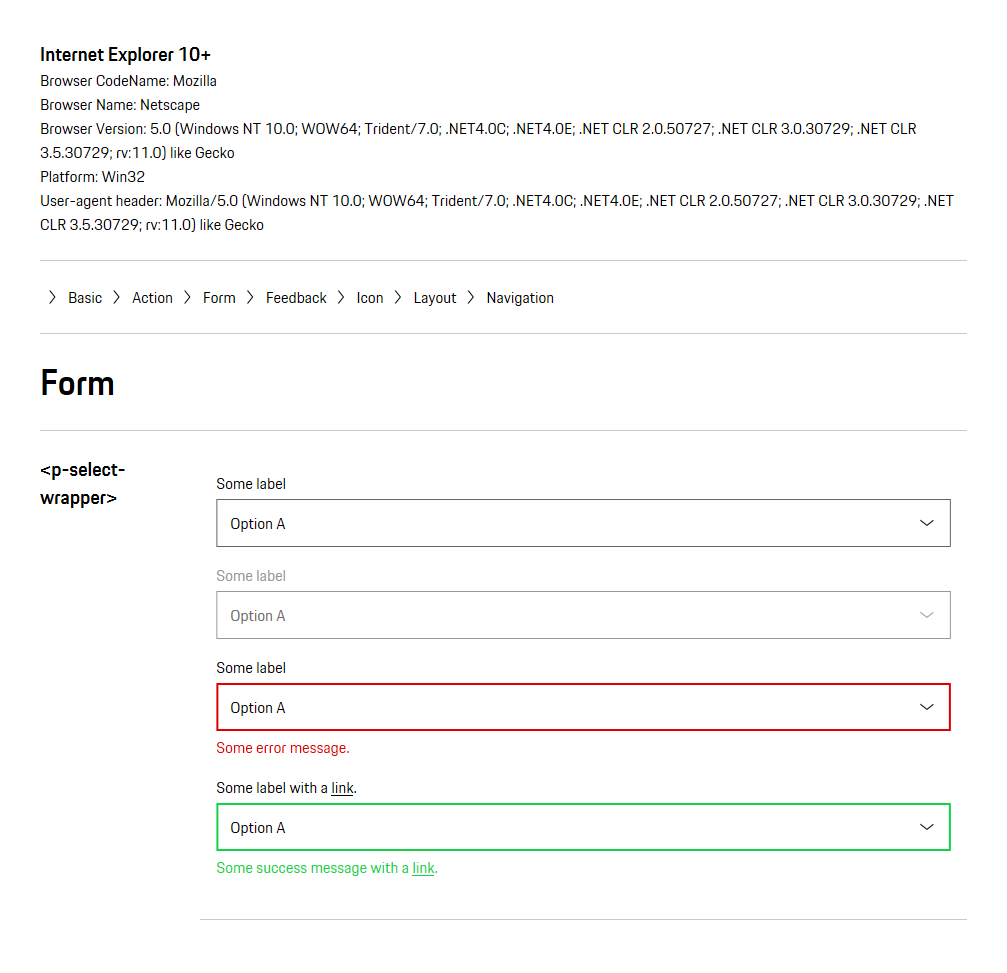 Internet Explorer 10+
Browser CodeName: Mozilla
Browser Name: Netscape
Browser Version: 5.0 (Windows NT 10.0; WOW64; Trident/7.0; .NET4.0C; .NET4.0E; .NET CLR 2.0.50727; .NET CLR 3.0.30729; .NET CLR
3.5.30729; rv:11.0) like Gecko
Platform: Win32
User-agent header: Mozilla/5.0 (Windows NT 10.0; WOW64; Trident/7.0; .NET4.0C; .NET4.0E; .NET CLR 2.0.50727; .NET CLR 3.0.30729; .NET
CLR 3.5.30729; rv:11.0) like Gecko
Basic Action Form Feedback Icon Layout Navigation
Form
<p-select-
wrapper>
Some label
Option A
Some label
Option A
Some label
Option A
Some error message.
Some label with a link.
Option A
Some success message with a link.